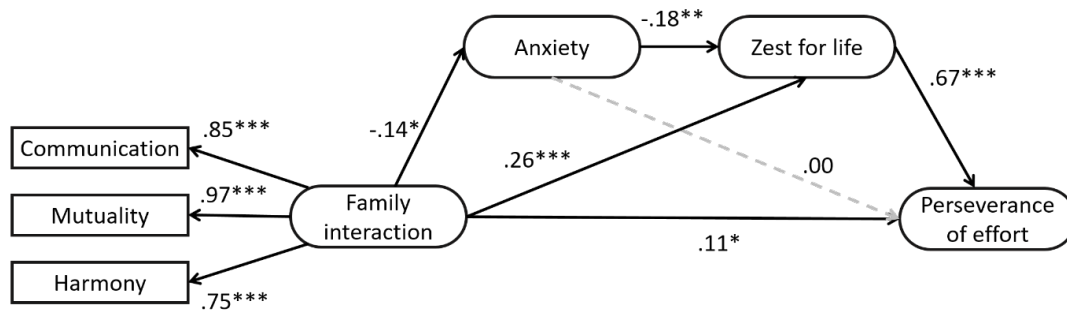 -.18**
Anxiety
Zest for life
.67***
.85***
-.14*
Communication
.26***
.97***
.00
Mutuality
Family
interaction
Perseverance
of effort
.11*
Harmony
.75***